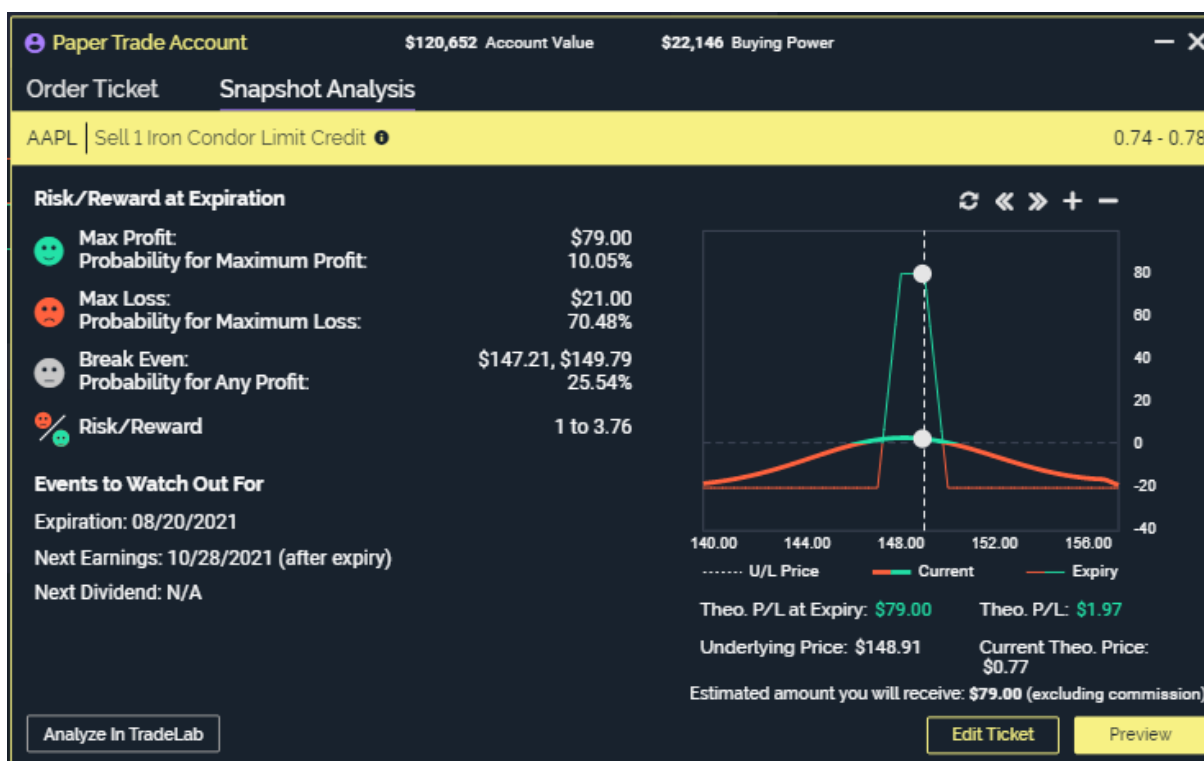 Paper Trade Account $120,652 Account Value $22,146 Buying Power
Order Ticket Snapshot Analysis
AAPL | Sell 1 Iron Condor Limit Credit 0.74 - 0.78
Risk/Reward at Expiration
Max Profit: $79.00
Probability for Maximum Profit: 10.05%
Max Loss: $21.00
Probability for Maximum Loss: 70.48%
Break Even: $147.21, $149.79
Probability for Any Profit: 25.54%
Risk/Reward 1 to 3.76
Events to Watch Out For
Expiration: 08/20/2021
Next Earnings: 10/28/2021 (after expiry)
Next Dividend: N/A
80
60
40
20
0
-20
-40
140.00 144.00 148.00 152.00 156.00
U/L Price Current Expiry
Theo. P/L at Expiry: $79.00 Theo. P/L: $1.97
Underlying Price: $148.91 Current Theo. Price:
$0.77
Estimated amount you will receive: $79.00 (excluding commission)
Analyze In TradeLab Edit Ticket Preview